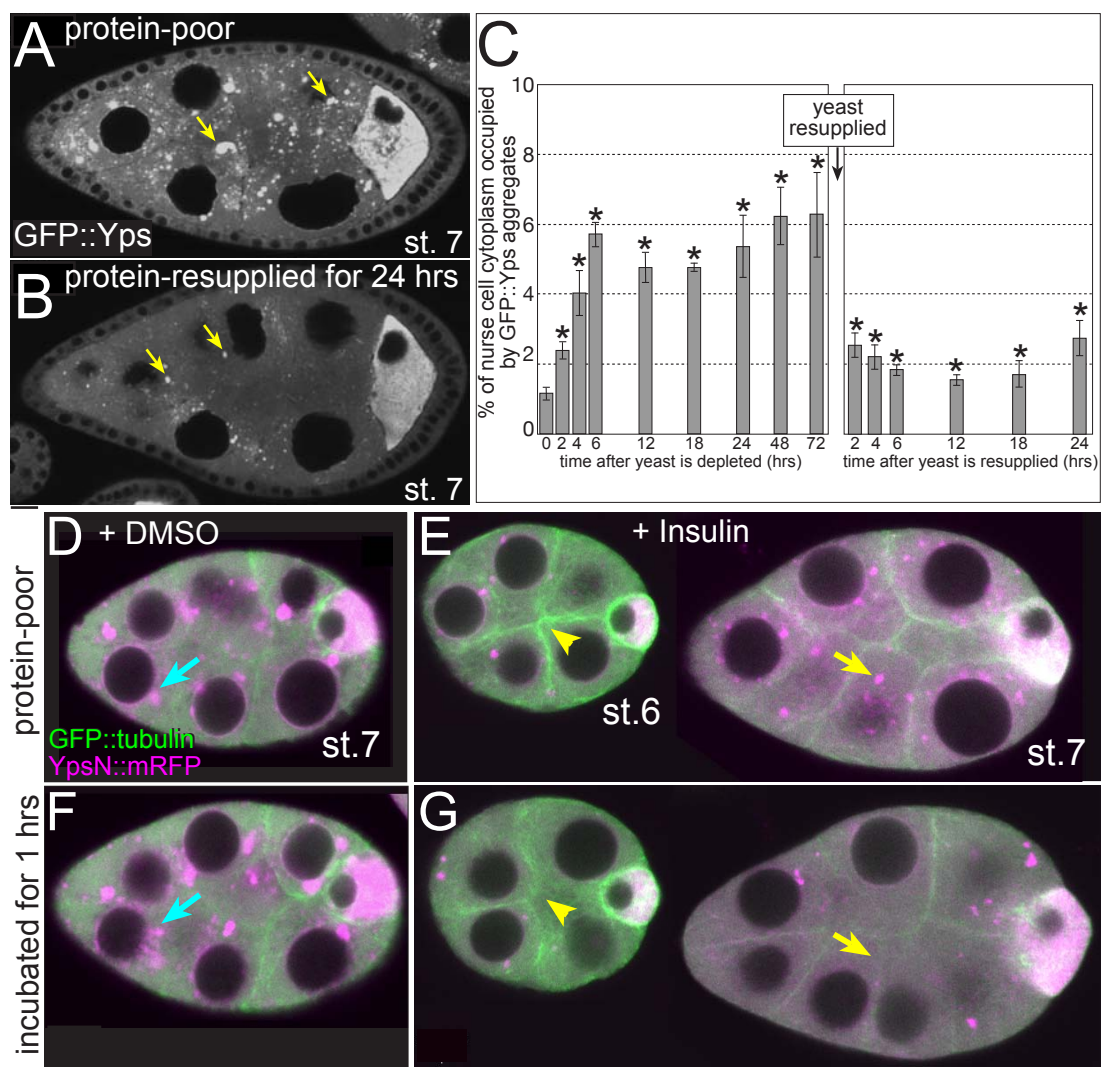 A protein-poor
GFP::Yps
st. 7
B protein-resupplied for 24 hrs
st. 7
C
% of nurse cell cytoplasm occupied
by GFP::Yps aggregates
10
8
6
4
2
0
yeast
resupplied
* * * * * * * *
* * * * * *
0 2 4 6 12 18 24 48 72
time after yeast is depleted (hrs)
2 4 6 12 18 24
time after yeast is resupplied (hrs)
protein-poor
D + DMSO
GFP::tubulin
YpsN::mRFP
st.7
E + Insulin
st.6
st.7
incubated for 1 hrs
F
G